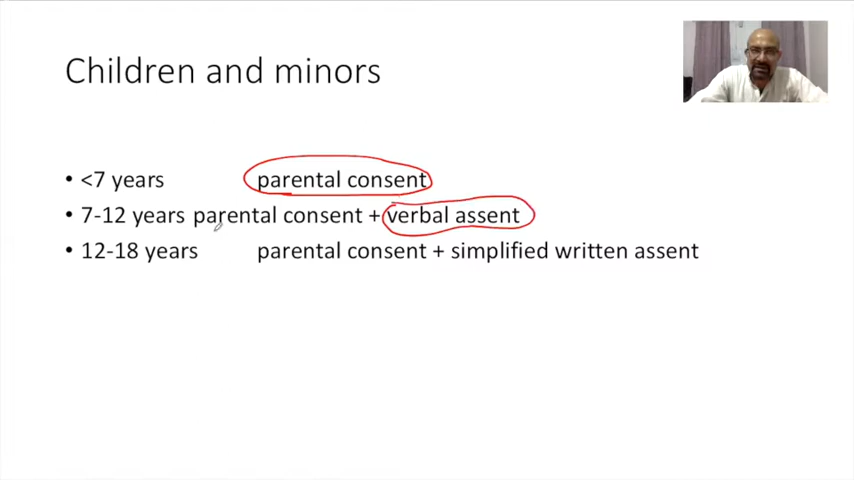 Children and minors
• <7 years parental consent
• 7-12 years parental consent + verbal assent
• 12-18 years parental consent + simplified written assent